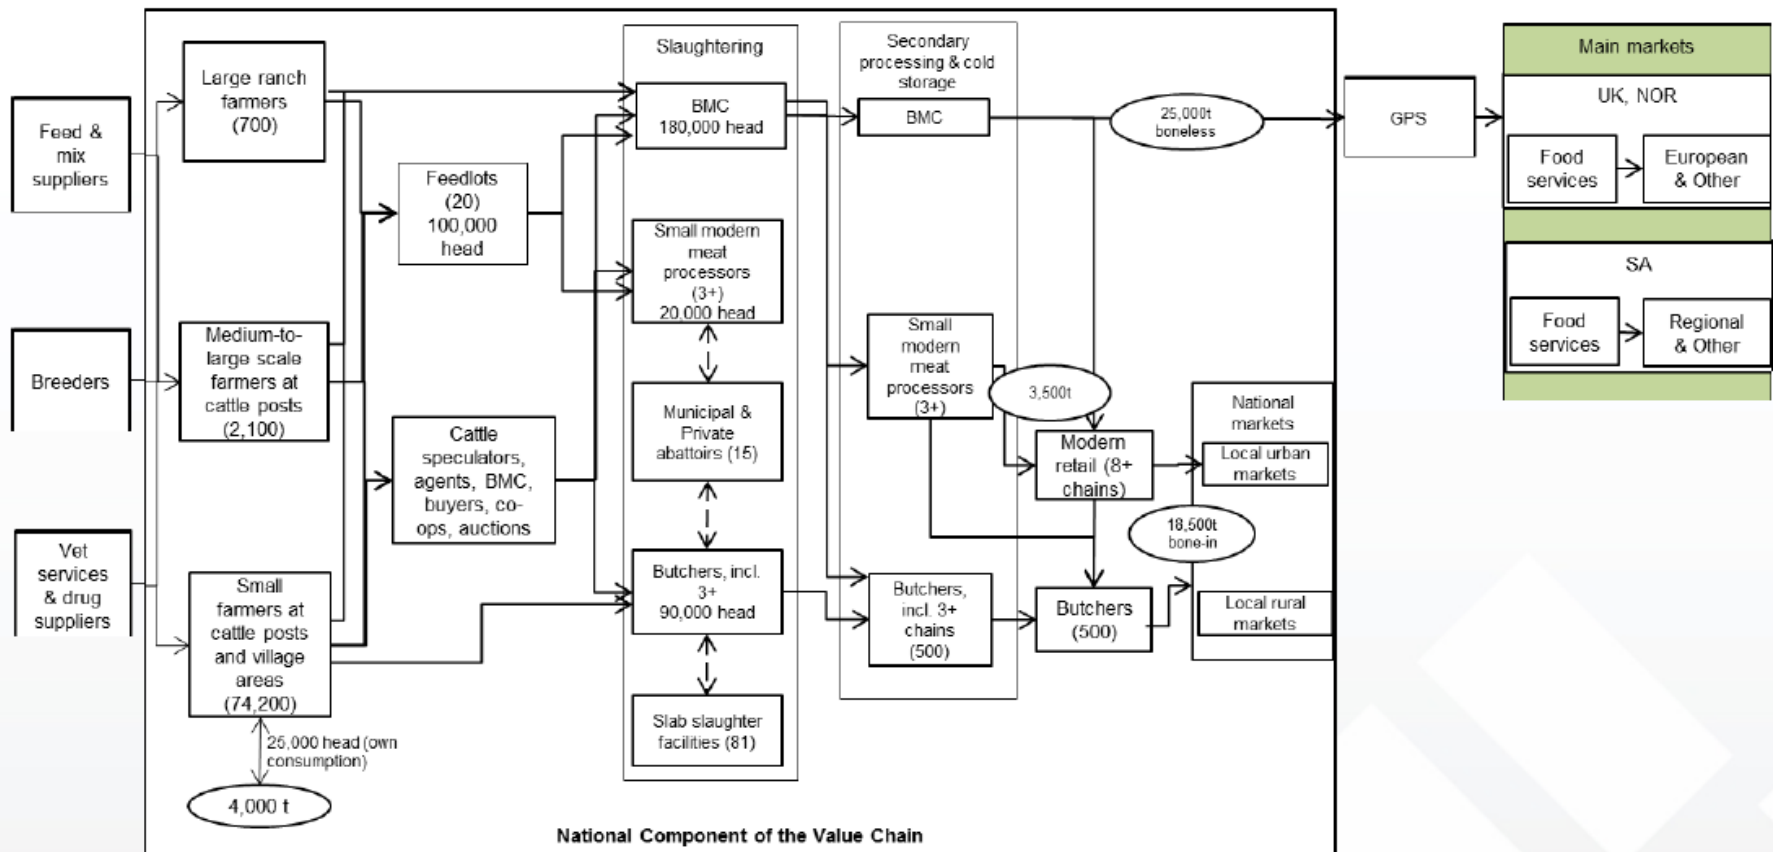 Feed &
mix
suppliers
Breeders
Vet
services
& drug
suppliers
Large ranch
farmers
(700)
Medium-to-
large scale
farmers at
cattle posts
(2,100)
Small
farmers at
cattle posts
and village
areas
(74,200)
25,000 head (own
consumption)
4,000 t
Feedlots
(20)
100,000
head
Cattle
speculators,
agents, BMC,
buyers, co-
ops, auctions
Slaughtering
BMC
180,000 head
Small modern
meat
processors
(3+)
20,000 head
Municipal &
Private
abattoirs (15)
Butchers, incl.
3+
90,000 head
Slab slaughter
facilities (81)
Secondary
processing & cold
storage
BMC
Small
modern
meat
processors
(3+)
Butchers,
incl. 3+
chains
(500)
25,000t
boneless
3,500t
Modern
retail (8+
chains)
Butchers
(500)
18,500t
bone-in
National
markets
Local urban
markets
Local rural
markets
GPS
Main markets
UK, NOR
Food
services
European
& Other
SA
Food
services
Regional
& Other
National Component of the Value Chain